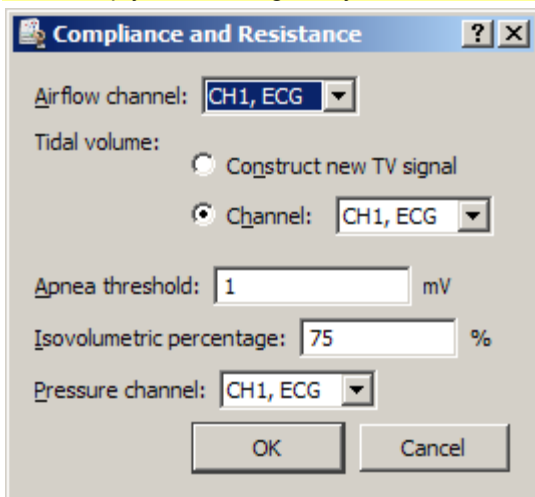 Compliance and Resistance
Airflow channel: CH1, ECG
Tidal volume:
Construct new TV signal
Channel: CH1, ECG
Apnea threshold: 1 mV
Isovolumetric percentage: 75 %
Pressure channel: CH1, ECG
OK Cancel